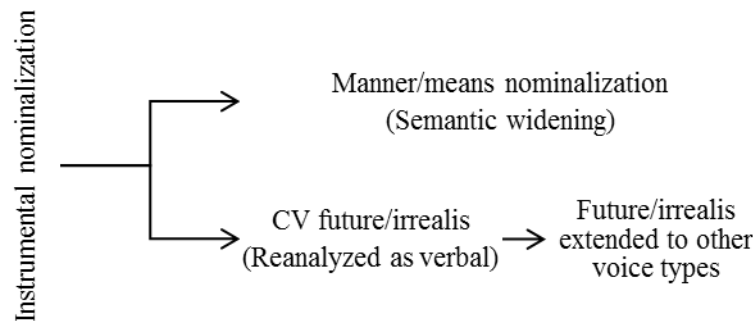 Instrumental nominalization
Manner/means nominalization
(Semantic widening)
CV future/irrealis
(Reanalyzed as verbal)
Future/irrealis
extended to other
voice types